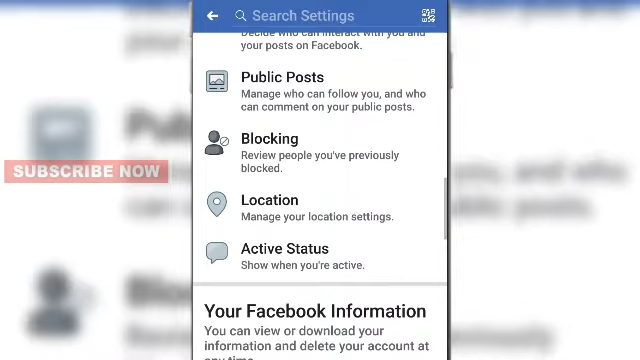 Search Settings
Decide who can interact with you and
your posts on Facebook.
Public Posts
Manage who can follow you, and who
can comment on your public posts.
Blocking
Review people you've previously
blocked.
SUBSCRIBE NOW
Location
Manage your location settings.
Active Status
Show when you're active.
Your Facebook Information
You can view or download your
information and delete your account at
any time.